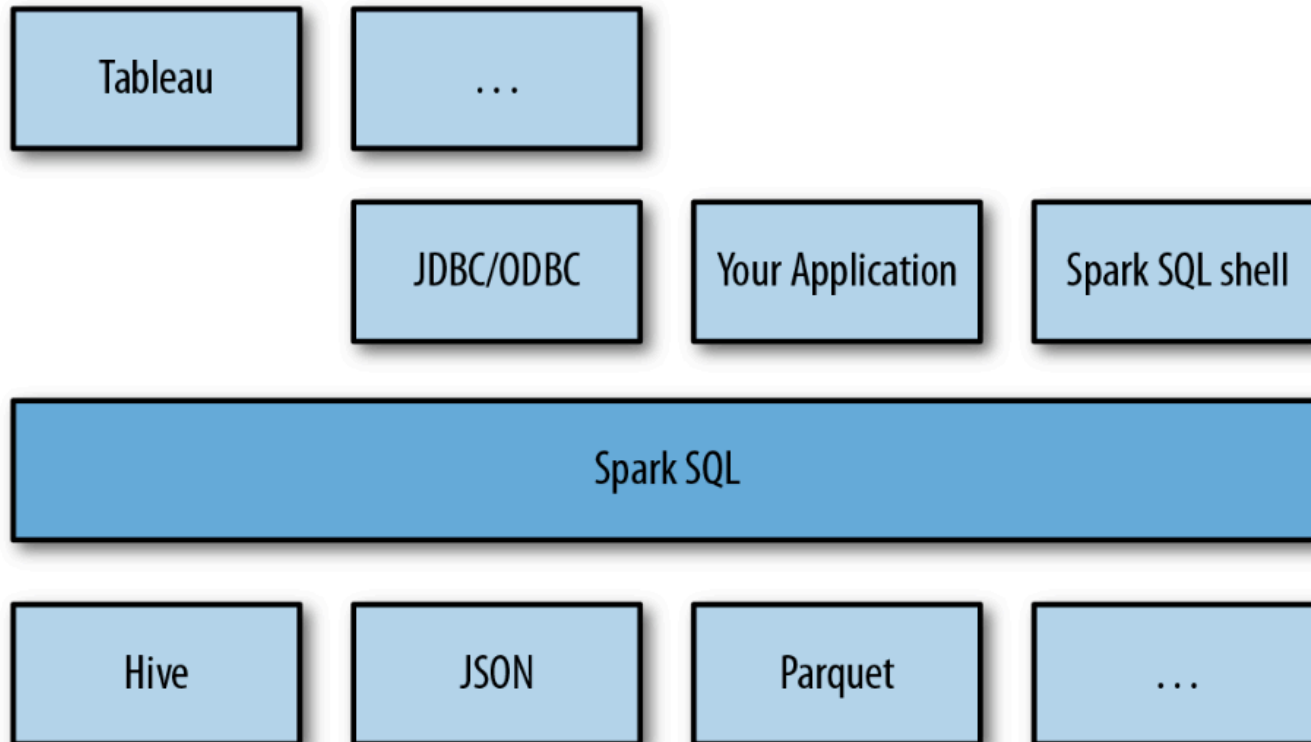 Tableau
. . .
JDBC/ODBC
Your Application
Spark SQL shell
Spark SQL
Hive
JSON
Parquet
. . .